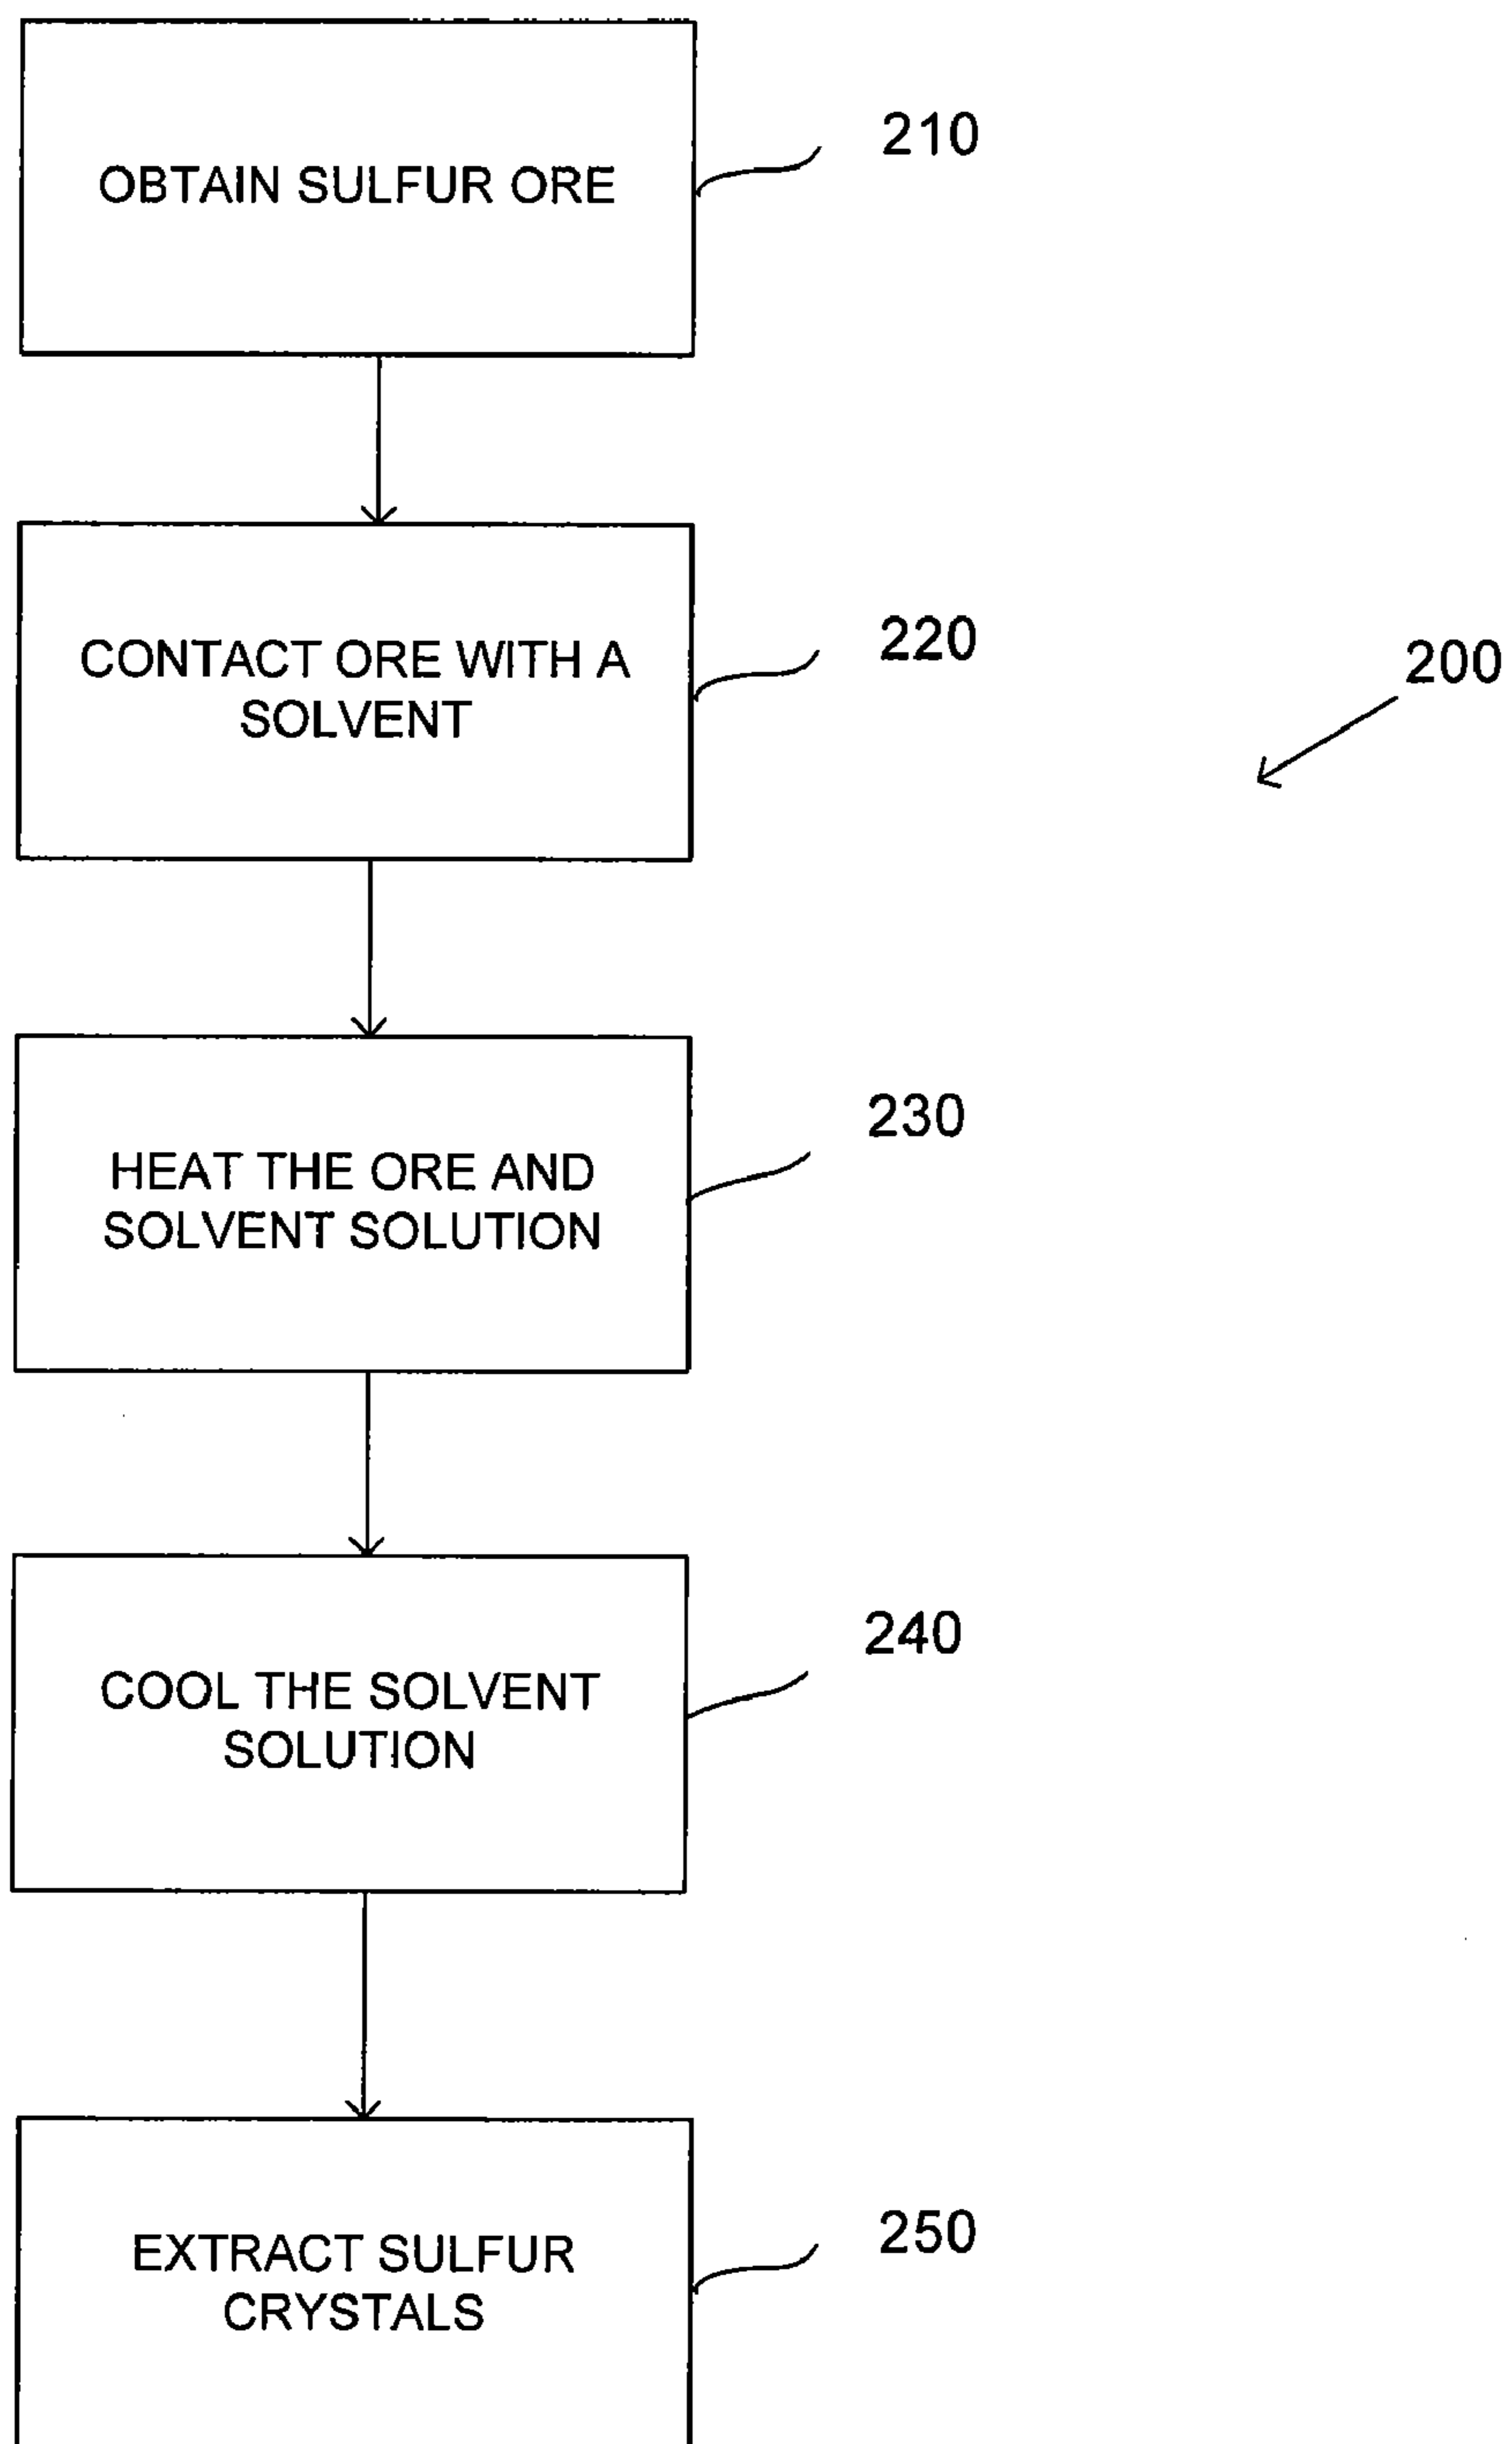 OBTAIN SULFUR ORE
210
CONTACT ORE WITH A
SOLVENT
220
200
HEAT THE ORE AND
SOLVENT SOLUTION
230
COOL THE SOLVENT
SOLUTION
240
EXTRACT SULFUR
CRYSTALS
250